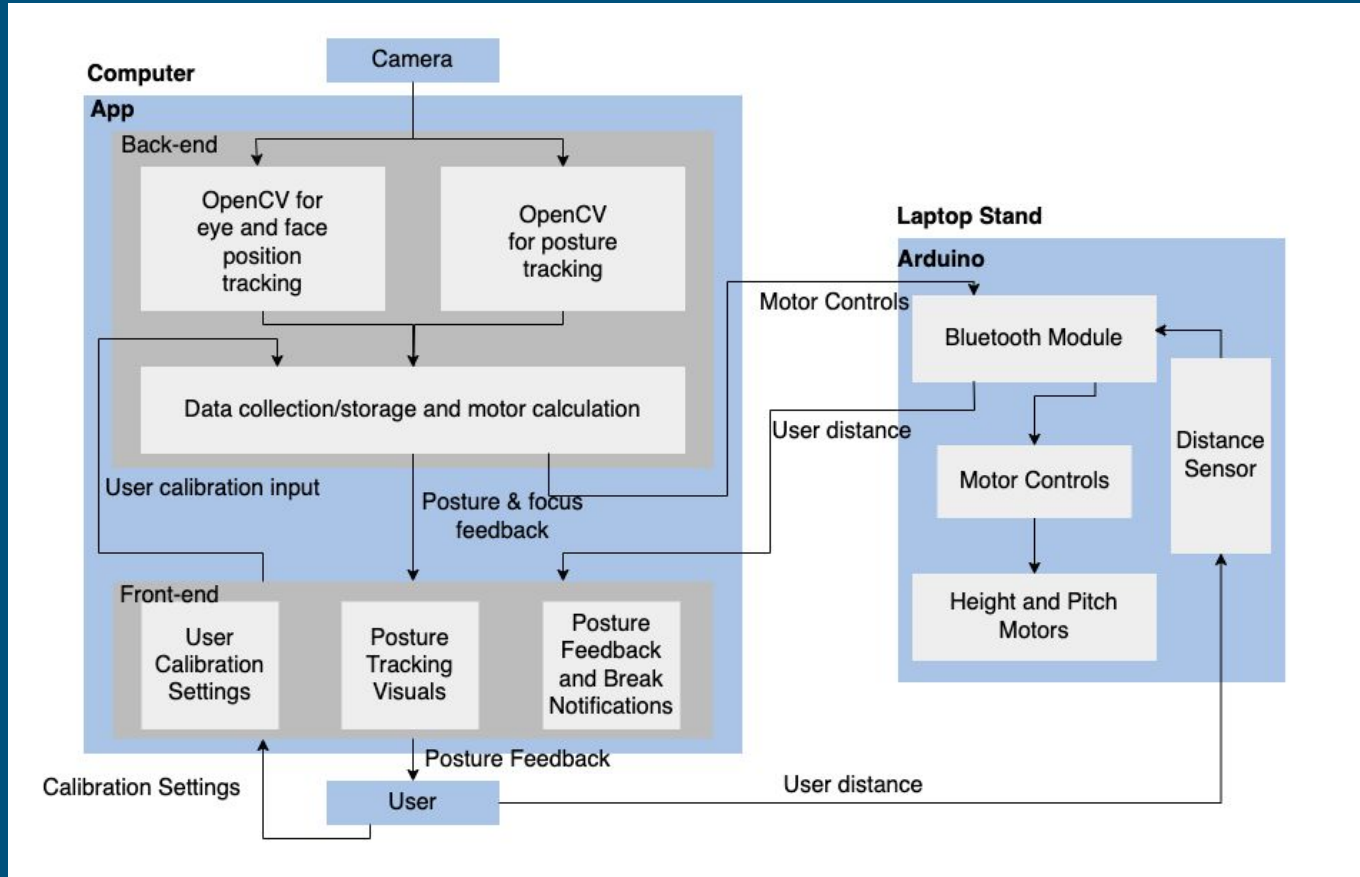 Camera
Computer
App
Back-end
OpenCV for
eye and face
position
tracking
OpenCV
for posture
tracking
Data collection/storage and motor calculation
User calibration input
Posture & focus
feedback
Front-end
User
Calibration
Settings
Posture
Tracking
Visuals
Posture
Feedback
and Break
Notifications
Posture Feedback
Calibration Settings
User
User distance
Motor Controls
User distance
Laptop Stand
Arduino
Bluetooth Module
Distance
Sensor
Motor Controls
Height and Pitch
Motors